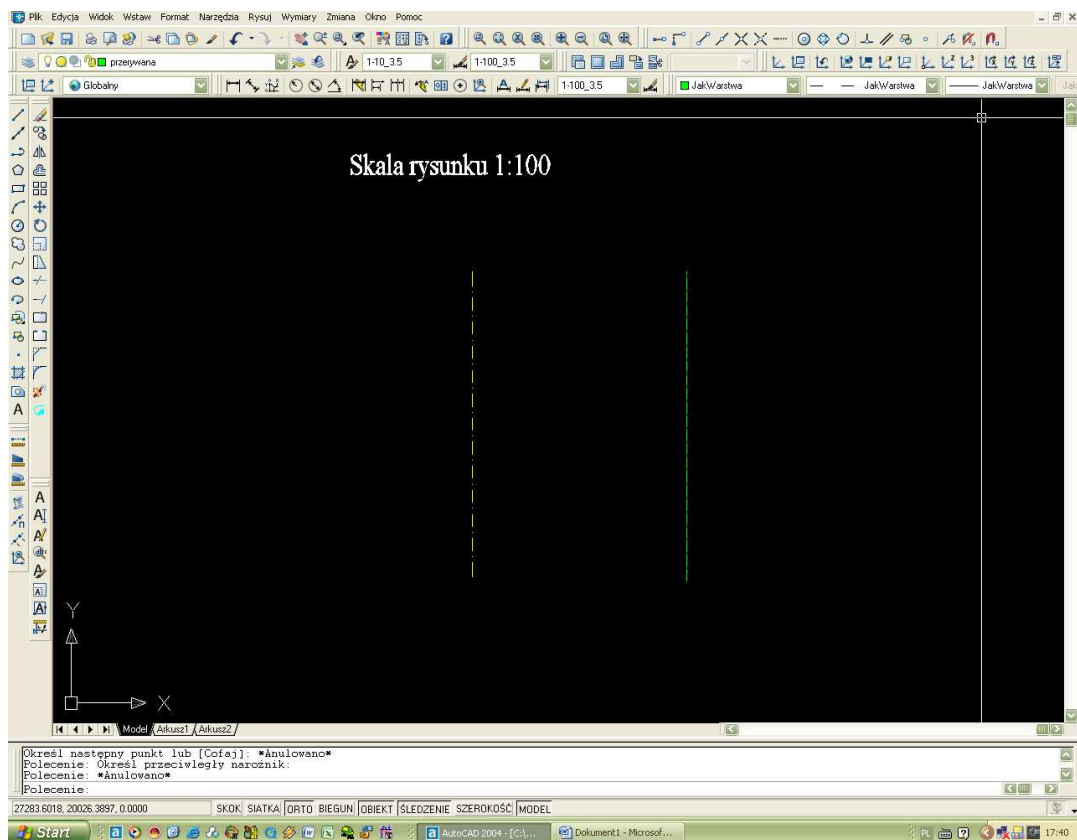 Plik Edycja Widok Wstaw Format Narzędzia Rysuj Wymiary Zmiana Okno Pomoc
przerywana 1-10_3.5 1-100_3.5
Globalny 1-100_3.5 JakWarstwa JakWarstwa JakWarstwa Jak
Skala rysunku 1:100
Y
X
Model Arkusz1 Arkusz2
Określ następny punkt lub [Cofaj]: *Anulowano*
Polecenie: Określ przeciwległy narożnik:
Polecenie: *Anulowano*
Polecenie:
27283.6018, 20026.3897, 0.0000 SKOK SIATKA ORTO BIEGUN OBIEKT ŚLEDZENIE SZEROKOŚĆ MODEL
Start AutoCAD 2004 - [C:\... Dokument1 - Microsof... PL 17:40